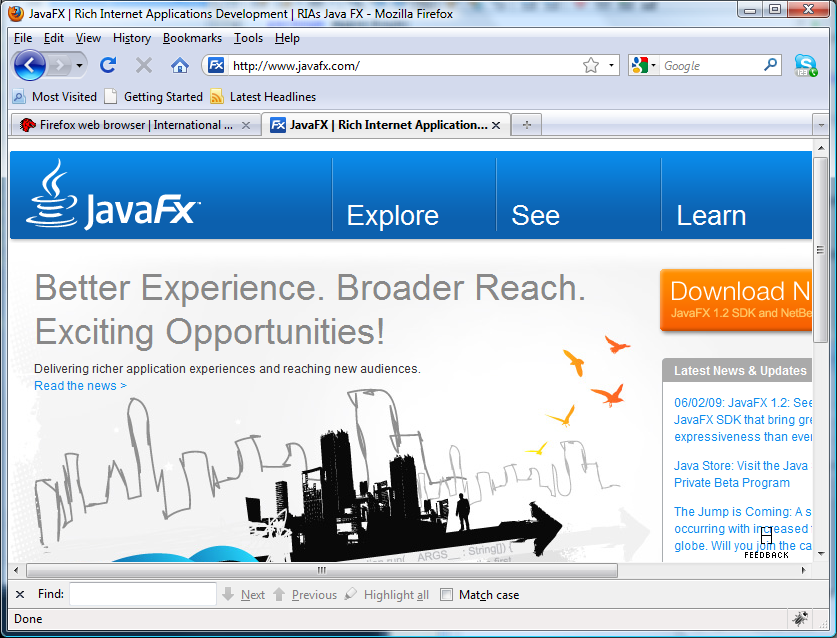 JavaFX | Rich Internet Applications Development | RIAs Java FX - Mozilla Firefox
File Edit View History Bookmarks Tools Help
FX http://www.javafx.com/ Google
Most Visited Getting Started Latest Headlines
Firefox web browser | International ... FX JavaFX | Rich Internet Application...
JavaFX™ Explore See Learn
Better Experience. Broader Reach.
Exciting Opportunities!
Delivering richer application experiences and reaching new audiences.
Read the news >
Download N
JavaFX 1.2 SDK and NetBe
Latest News & Updates
06/02/09: JavaFX 1.2: See
JavaFX SDK that bring gre
expressiveness than ever
Java Store: Visit the Java
Private Beta Program
The Jump is Coming: A s
occurring with increased
globe. Will you join the ca
FEEDBACK
ARGS__ : String[]) {
Find: Next Previous Highlight all Match case
Done